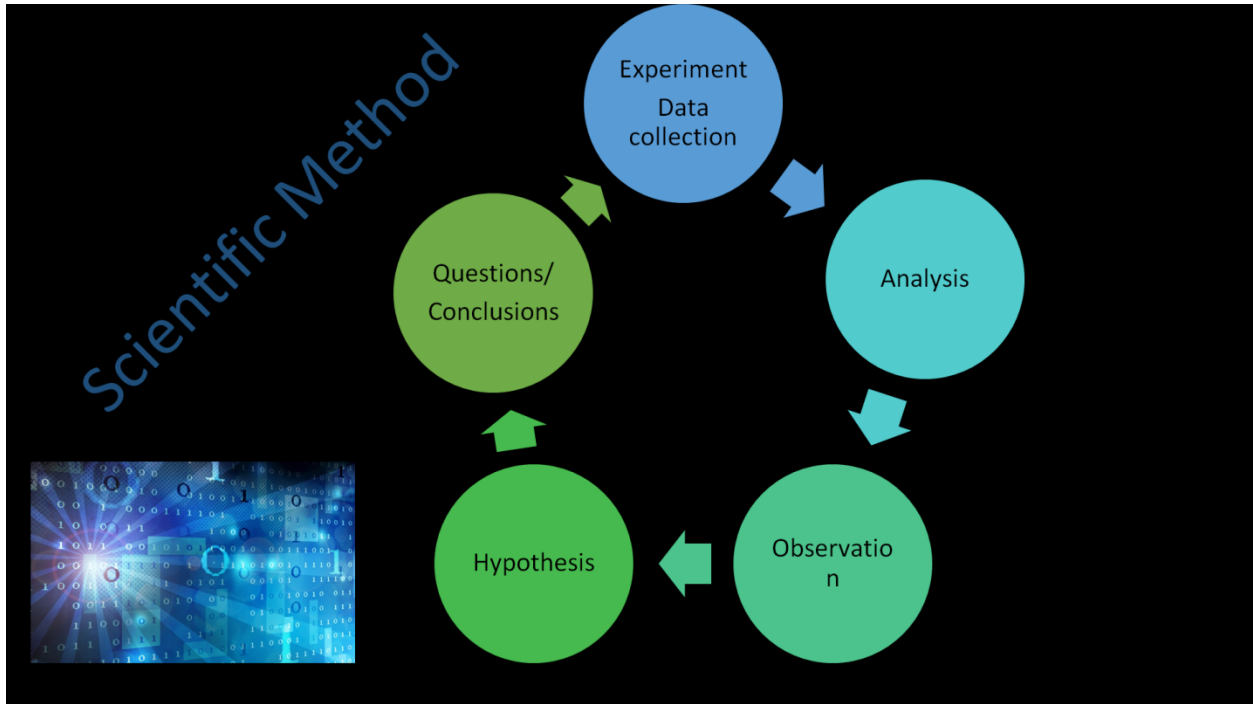 Scientific Method
Experiment
Data
collection
Analysis
Observatio
n
Hypothesis
Questions/
Conclusions